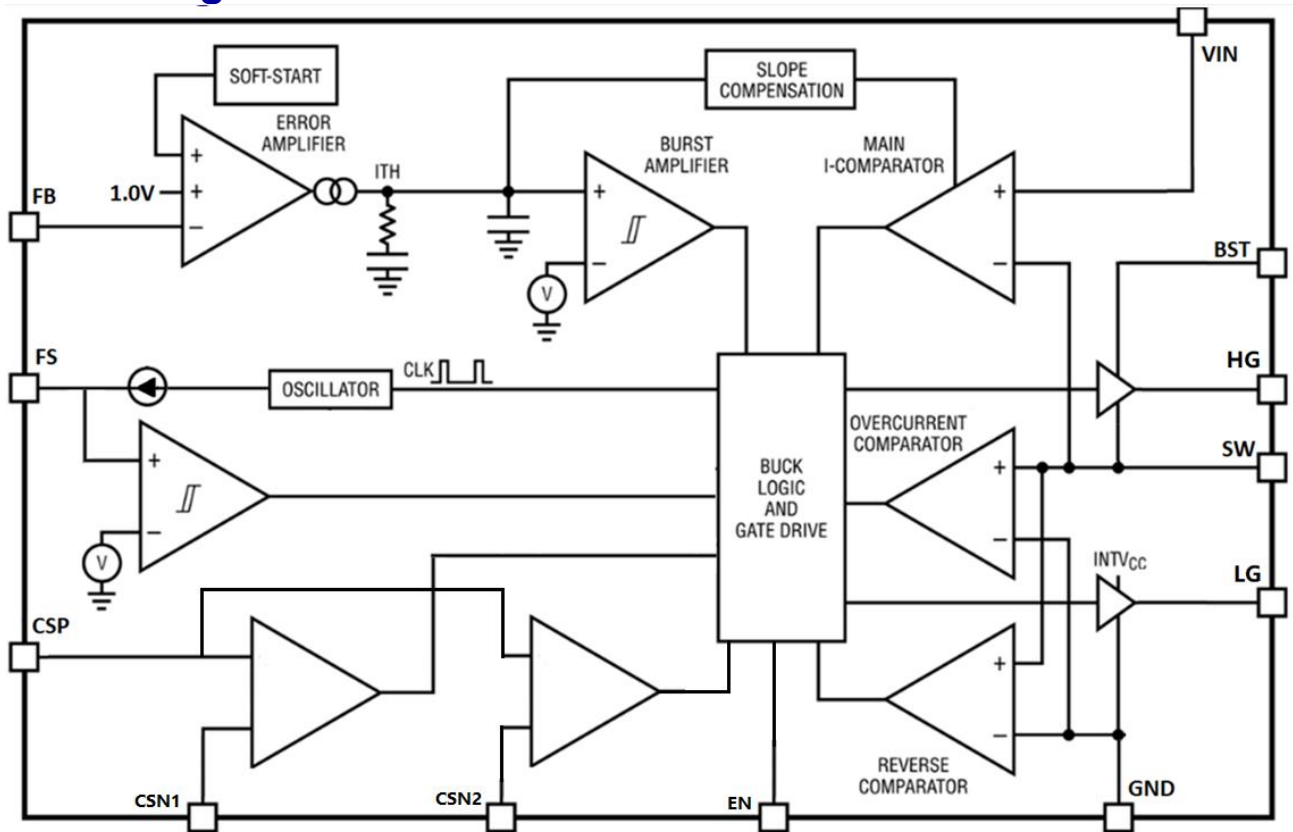 VIN
SOFT-START
SLOPE
COMPENSATION
ERROR
AMPLIFIER
BURST
AMPLIFIER
MAIN
I-COMPARATOR
ITH
FB
1.0V
+
+
−
+
−
+
−
V
BST
FS
CLK
OSCILLATOR
HG
OVERCURRENT
COMPARATOR
SW
+
−
V
BUCK
LOGIC
AND
GATE DRIVE
+
−
INTVCC
LG
CSP
+
−
REVERSE
COMPARATOR
CSN1
CSN2
EN
GND